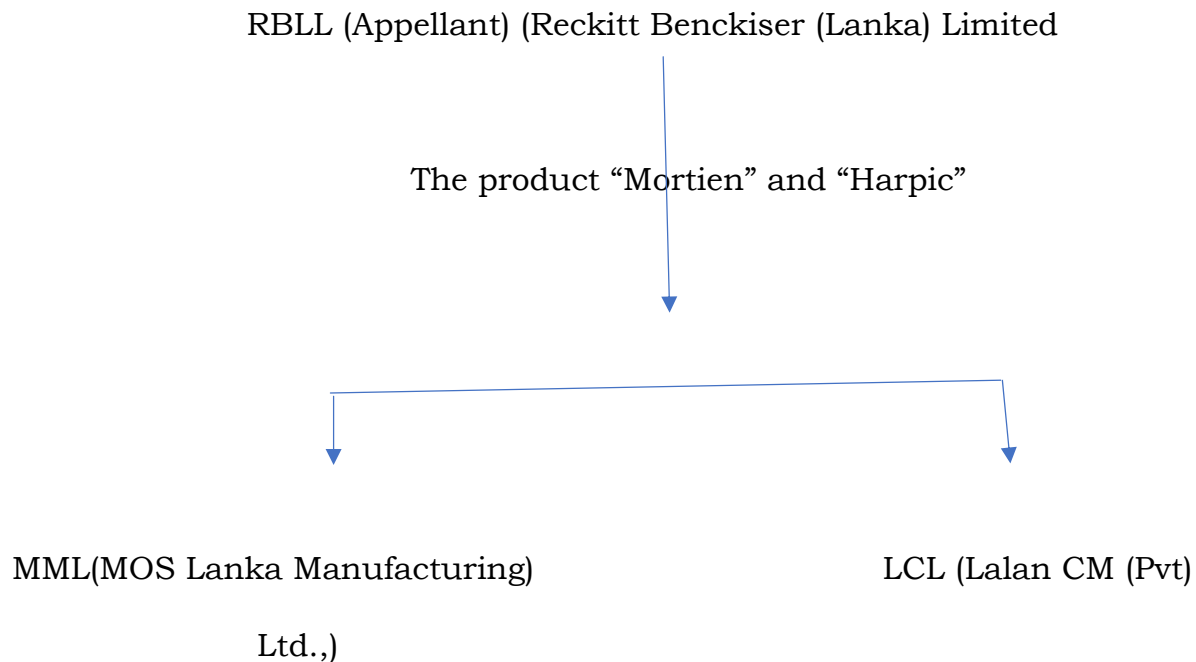 RBLL (Appellant) (Reckitt Benckiser (Lanka) Limited
The product “Mortien” and “Harpic”
MML(MOS Lanka Manufacturing) LCL (Lalan CM (Pvt)
Ltd.,)